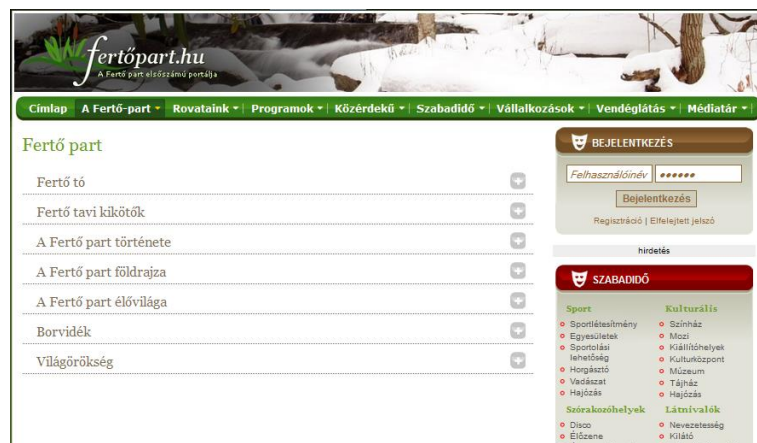 fertőpart.hu
A Fertő part elsőszámú portálja
Címlap A Fertő-part Rovataink Programok Közérdekű Szabadidő Vállalkozások Vendéglátás Médiatár
Fertő part
Fertő tó
Fertő tavi kikötők
A Fertő part története
A Fertő part földrajza
A Fertő part élővilága
Borvidék
Világörökség
BEJELENTKEZÉS
Felhasználóinév ●●●●●●
Bejelentkezés
Regisztráció | Elfelejtett jelszó
hirdetés
SZABADIDŐ
Sport
Sportlétesítmény
Egyesületek
Sportolási
lehetőség
Horgásztó
Vadászat
Hajózás
Kulturális
Színház
Mozi
Kiállítóhelyek
Kultúrközpont
Múzeum
Tájház
Hajózás
Szórakozóhelyek
Disco
Élőzene
Látnivalók
Nevezetesség
Kilátó